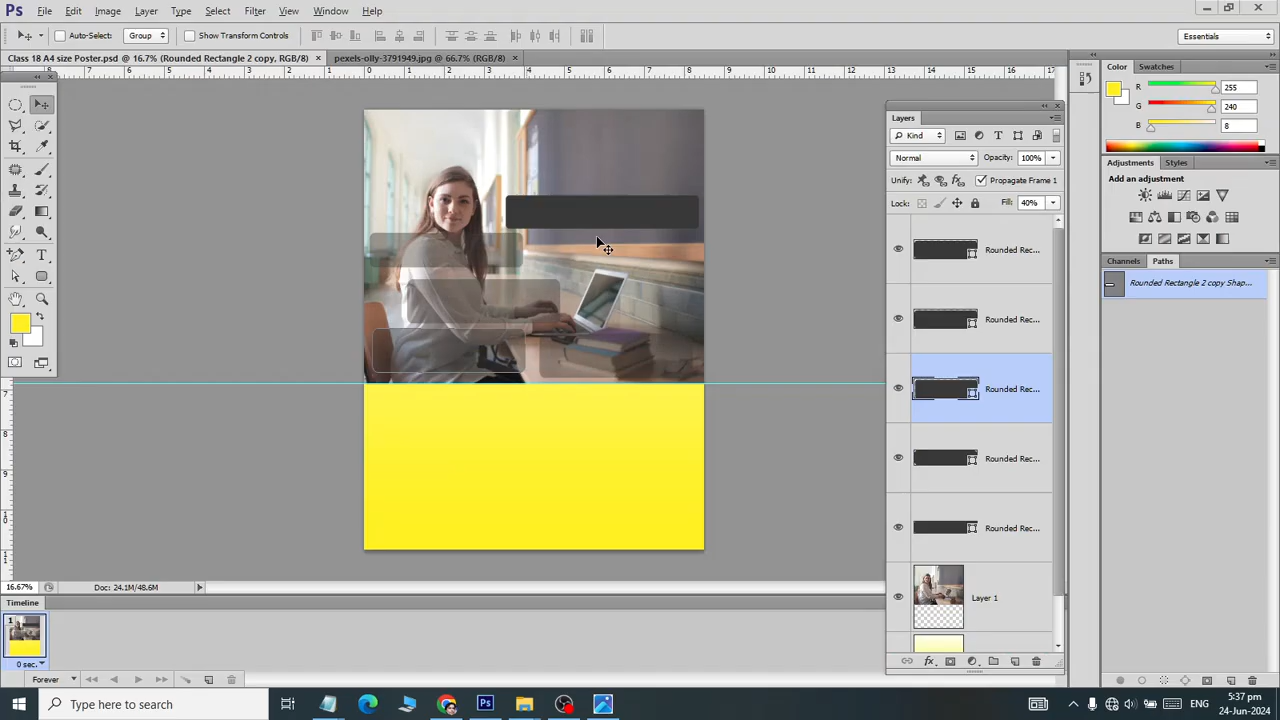 Ps File Edit Image Layer Type Select Filter View Window Help
Auto-Select: Group Show Transform Controls Essentials
Class 18 A4 size Poster.psd @ 16.7% (Rounded Rectangle 2 copy, RGB/8) × pexels-olly-3791949.jpg @ 66.7% (RGB/8) ×
Color Swatches
R 255
G 240
B 8
Layers
Kind
Normal Opacity: 100%
Unify: Propagate Frame 1
Lock: Fill: 40%
Adjustments Styles
Add an adjustment
Channels Paths
Rounded Rectangle 2 copy Shap...
Rounded Rec...
Rounded Rec...
Rounded Rec...
Rounded Rec...
Rounded Rec...
Layer 1
16.67% Doc: 24.1M/48.6M
Timeline
1
0 sec.
Forever
Type here to search
ENG
5:37 pm
24-Jun-2024